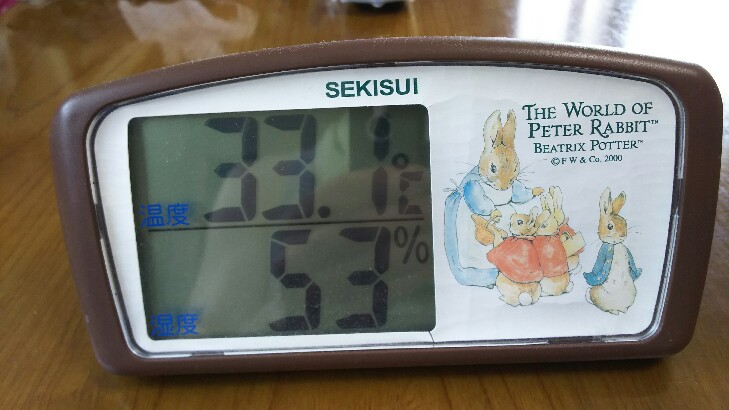 SEKISUI
THE WORLD OF
PETER RABBIT™
BEATRIX POTTER™
©F W & Co. 2000
温度
33.1℃
湿度
53%